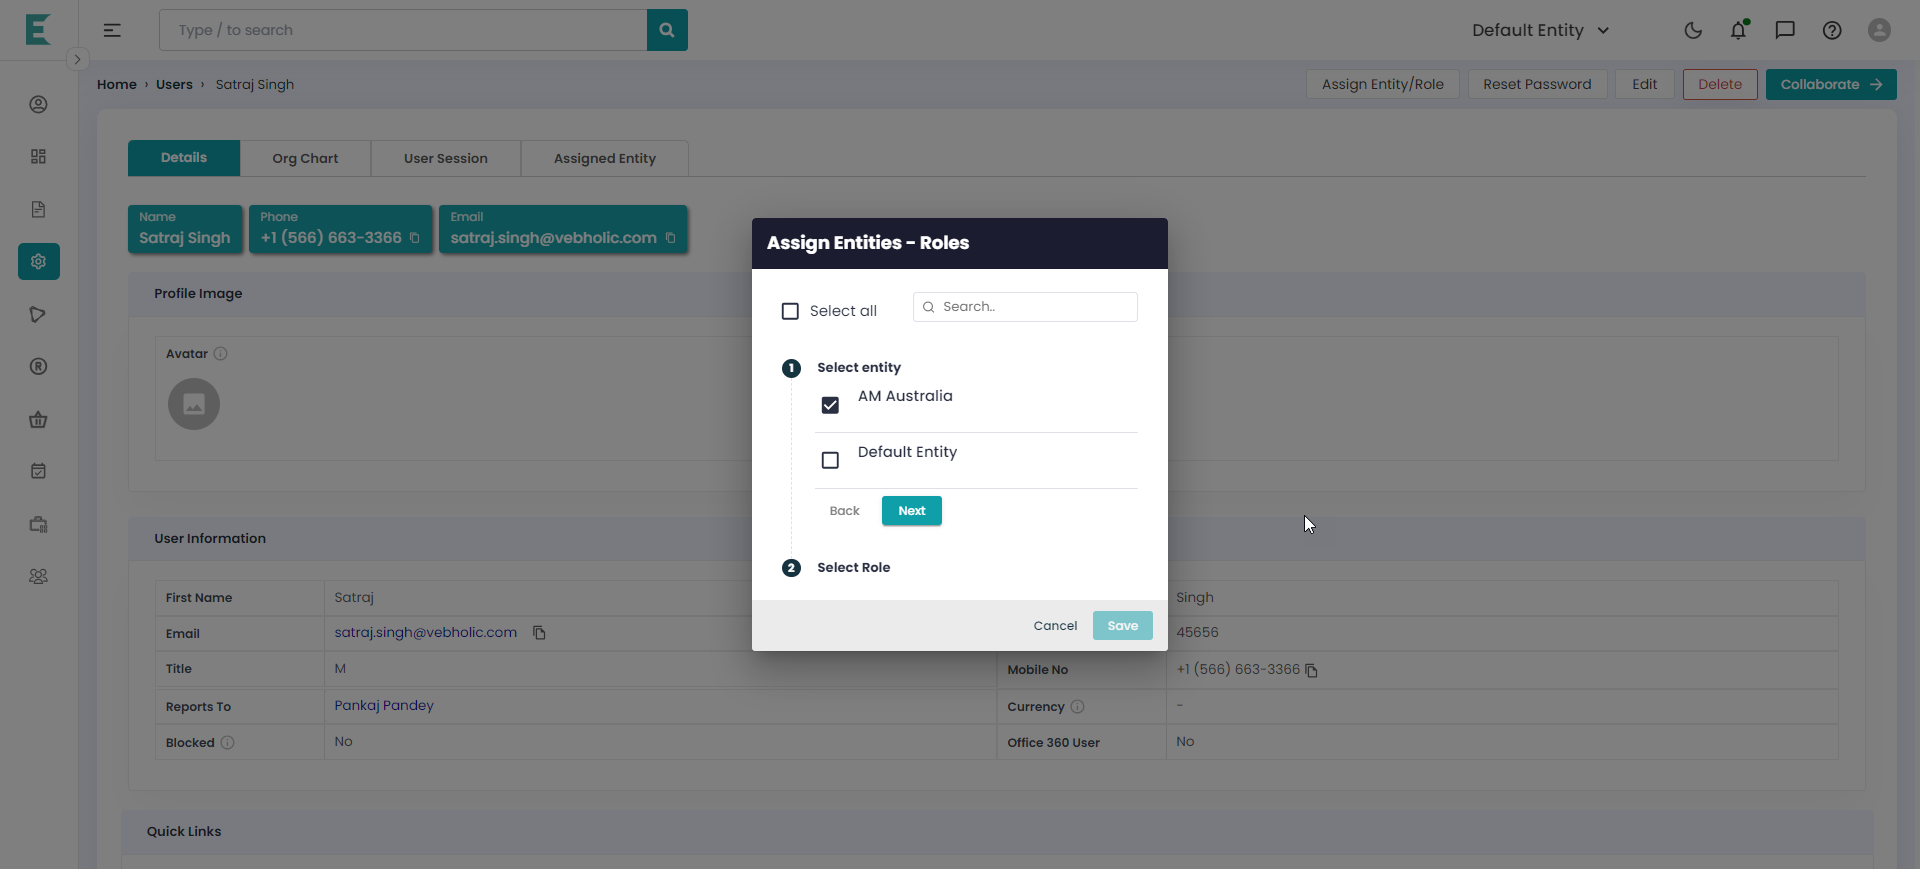 Type / to search
Default Entity
Home › Users › Satraj Singh
Assign Entity/Role
Reset Password
Edit
Delete
Collaborate
Details
Org Chart
User Session
Assigned Entity
Name
Satraj Singh
Phone
+1 (566) 663-3366
Email
satraj.singh@vebholic.com
Profile Image
Avatar
Assign Entities - Roles
Select all
Search..
1 Select entity
AM Australia
Default Entity
Back
Next
2 Select Role
Cancel
Save
User Information
First Name
Satraj
Singh
Email
satraj.singh@vebholic.com
45656
Title
M
Mobile No
+1 (566) 663-3366
Reports To
Pankaj Pandey
Currency
-
Blocked
No
Office 360 User
No
Quick Links